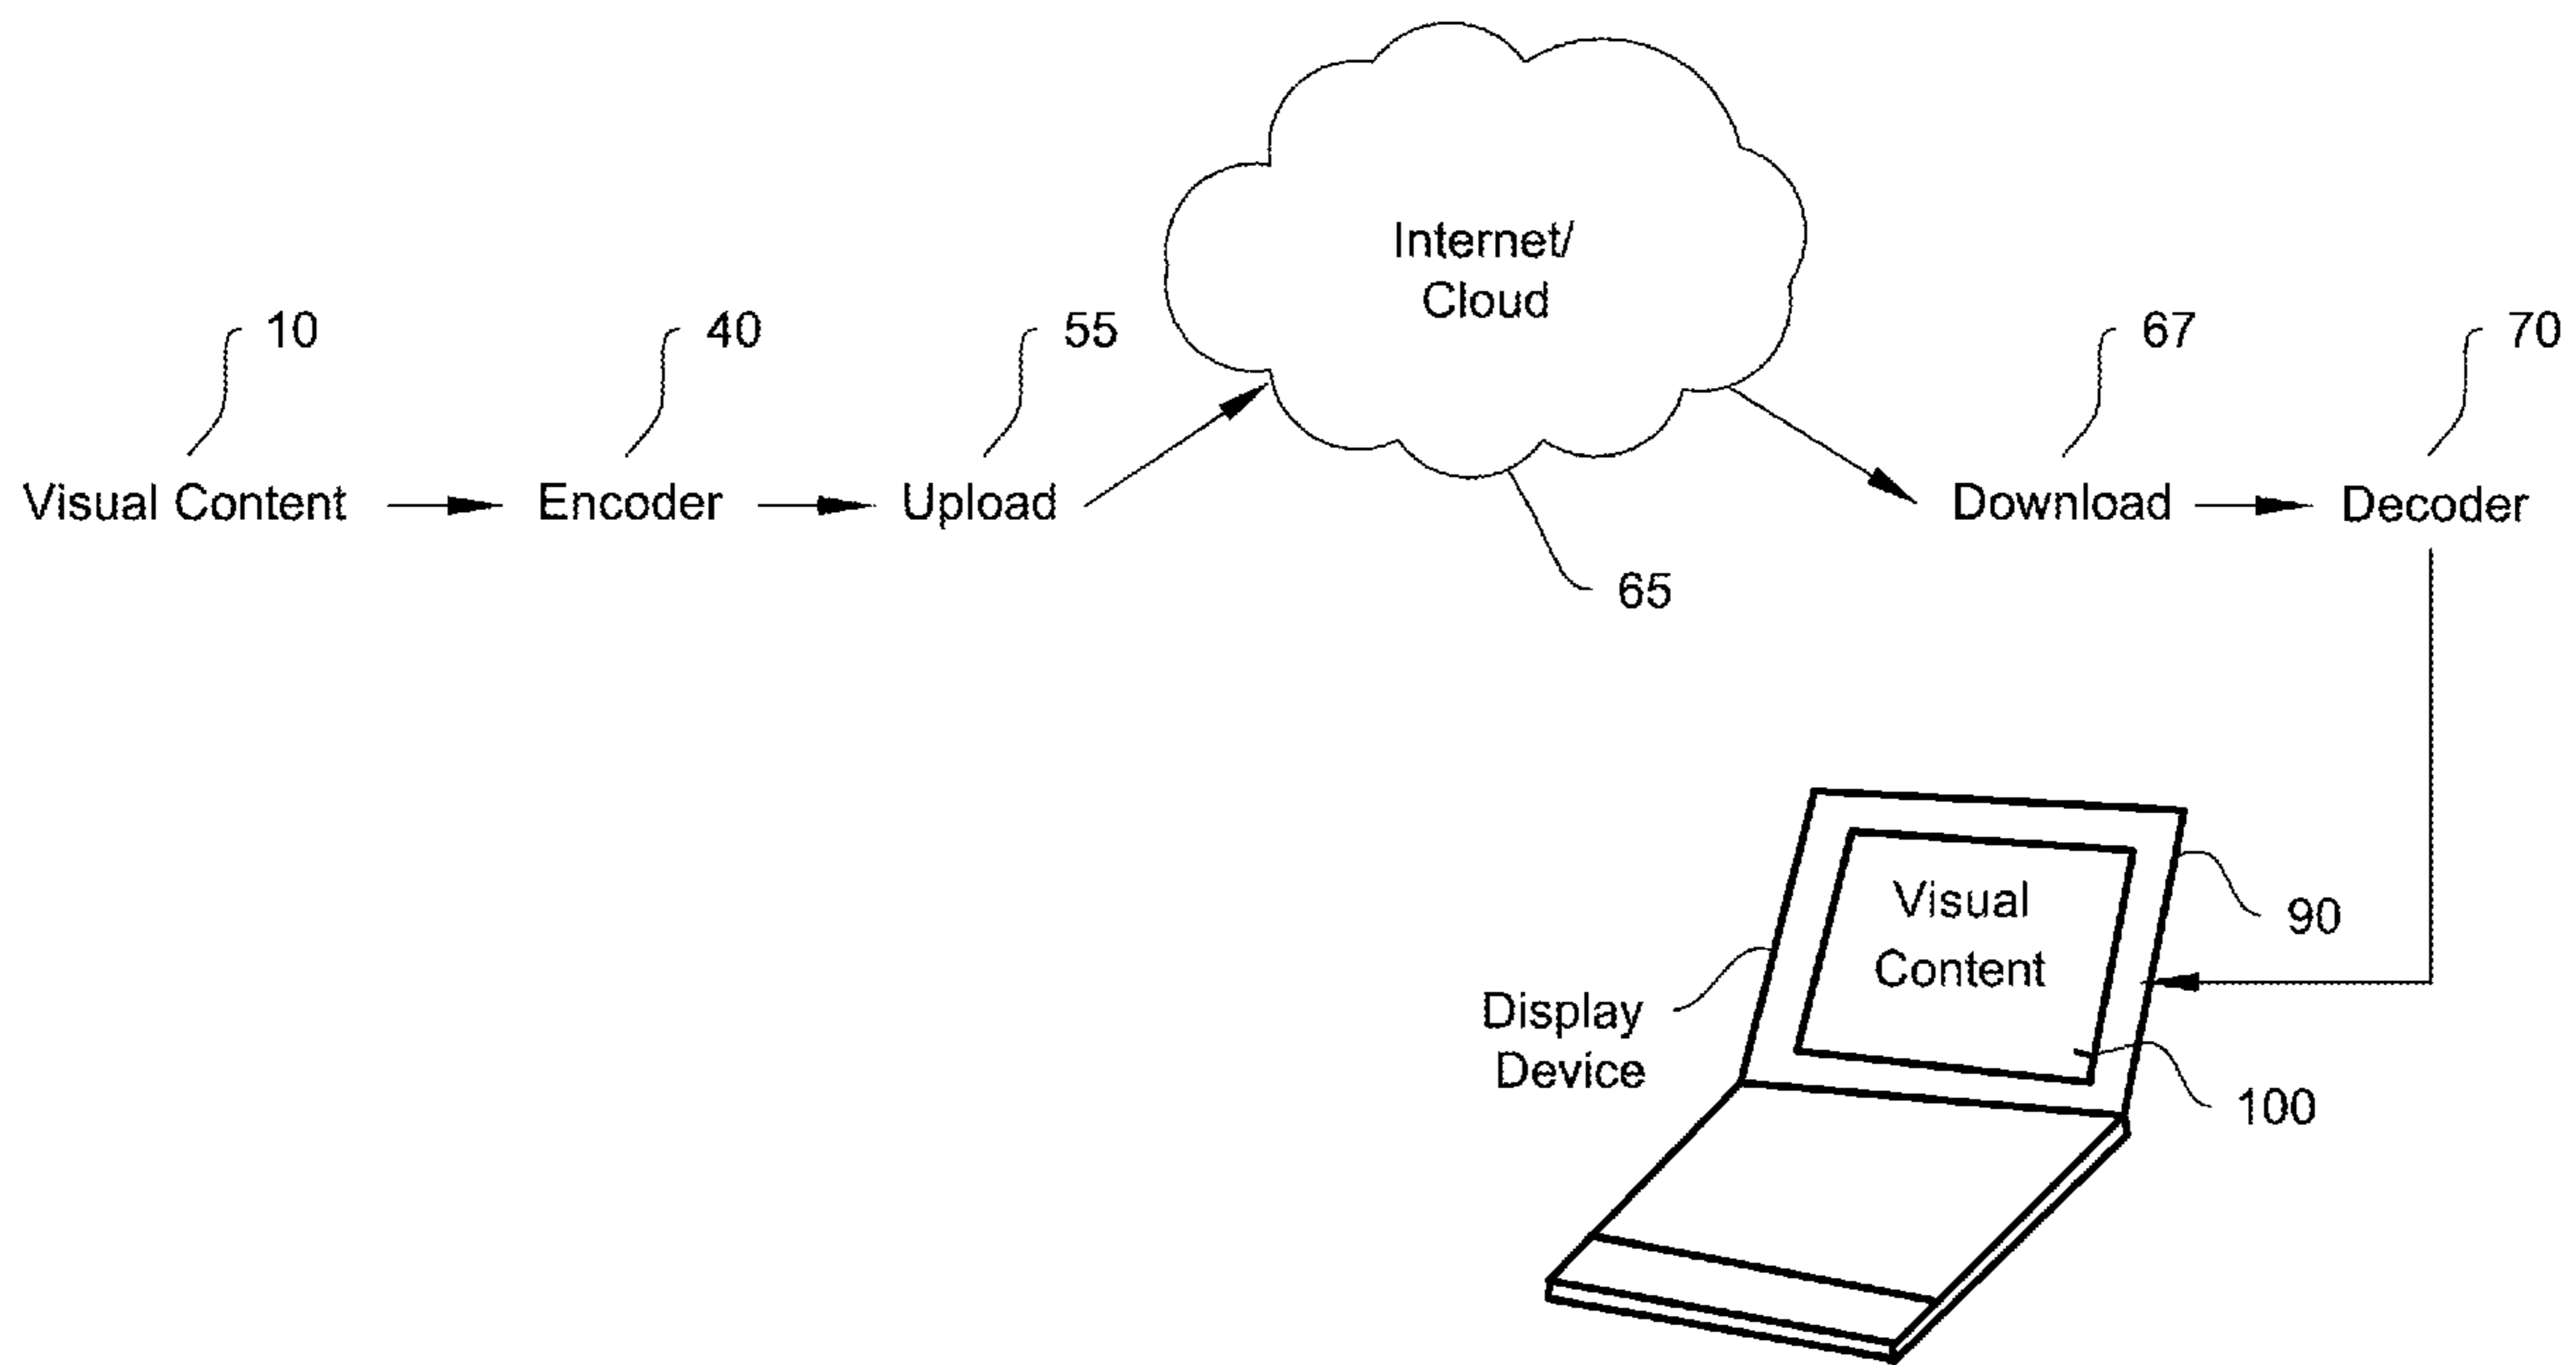 Internet/
Cloud
10
40
55
67
70
Visual Content
Encoder
Upload
Download
Decoder
65
Visual
Content
90
Display
Device
100